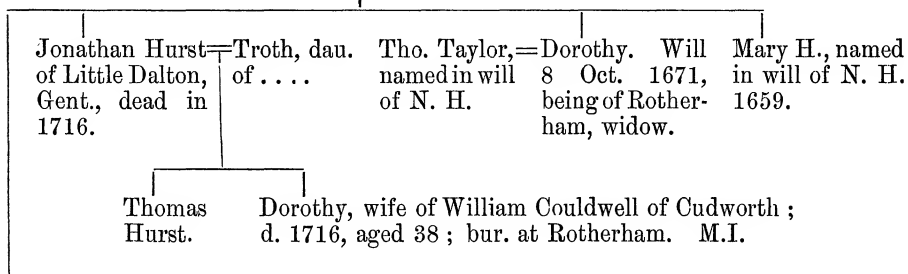 Jonathan Hurst=Troth, dau.
of Little Dalton, of . . . .
Gent., dead in
1716.
Tho. Taylor,=Dorothy. Will
named in will 8 Oct. 1671,
of N. H. being of Rother-
ham, widow.
Mary H., named
in will of N. H.
1659.
Thomas
Hurst.
Dorothy, wife of William Couldwell of Cudworth ;
d. 1716, aged 38 ; bur. at Rotherham. M.I.